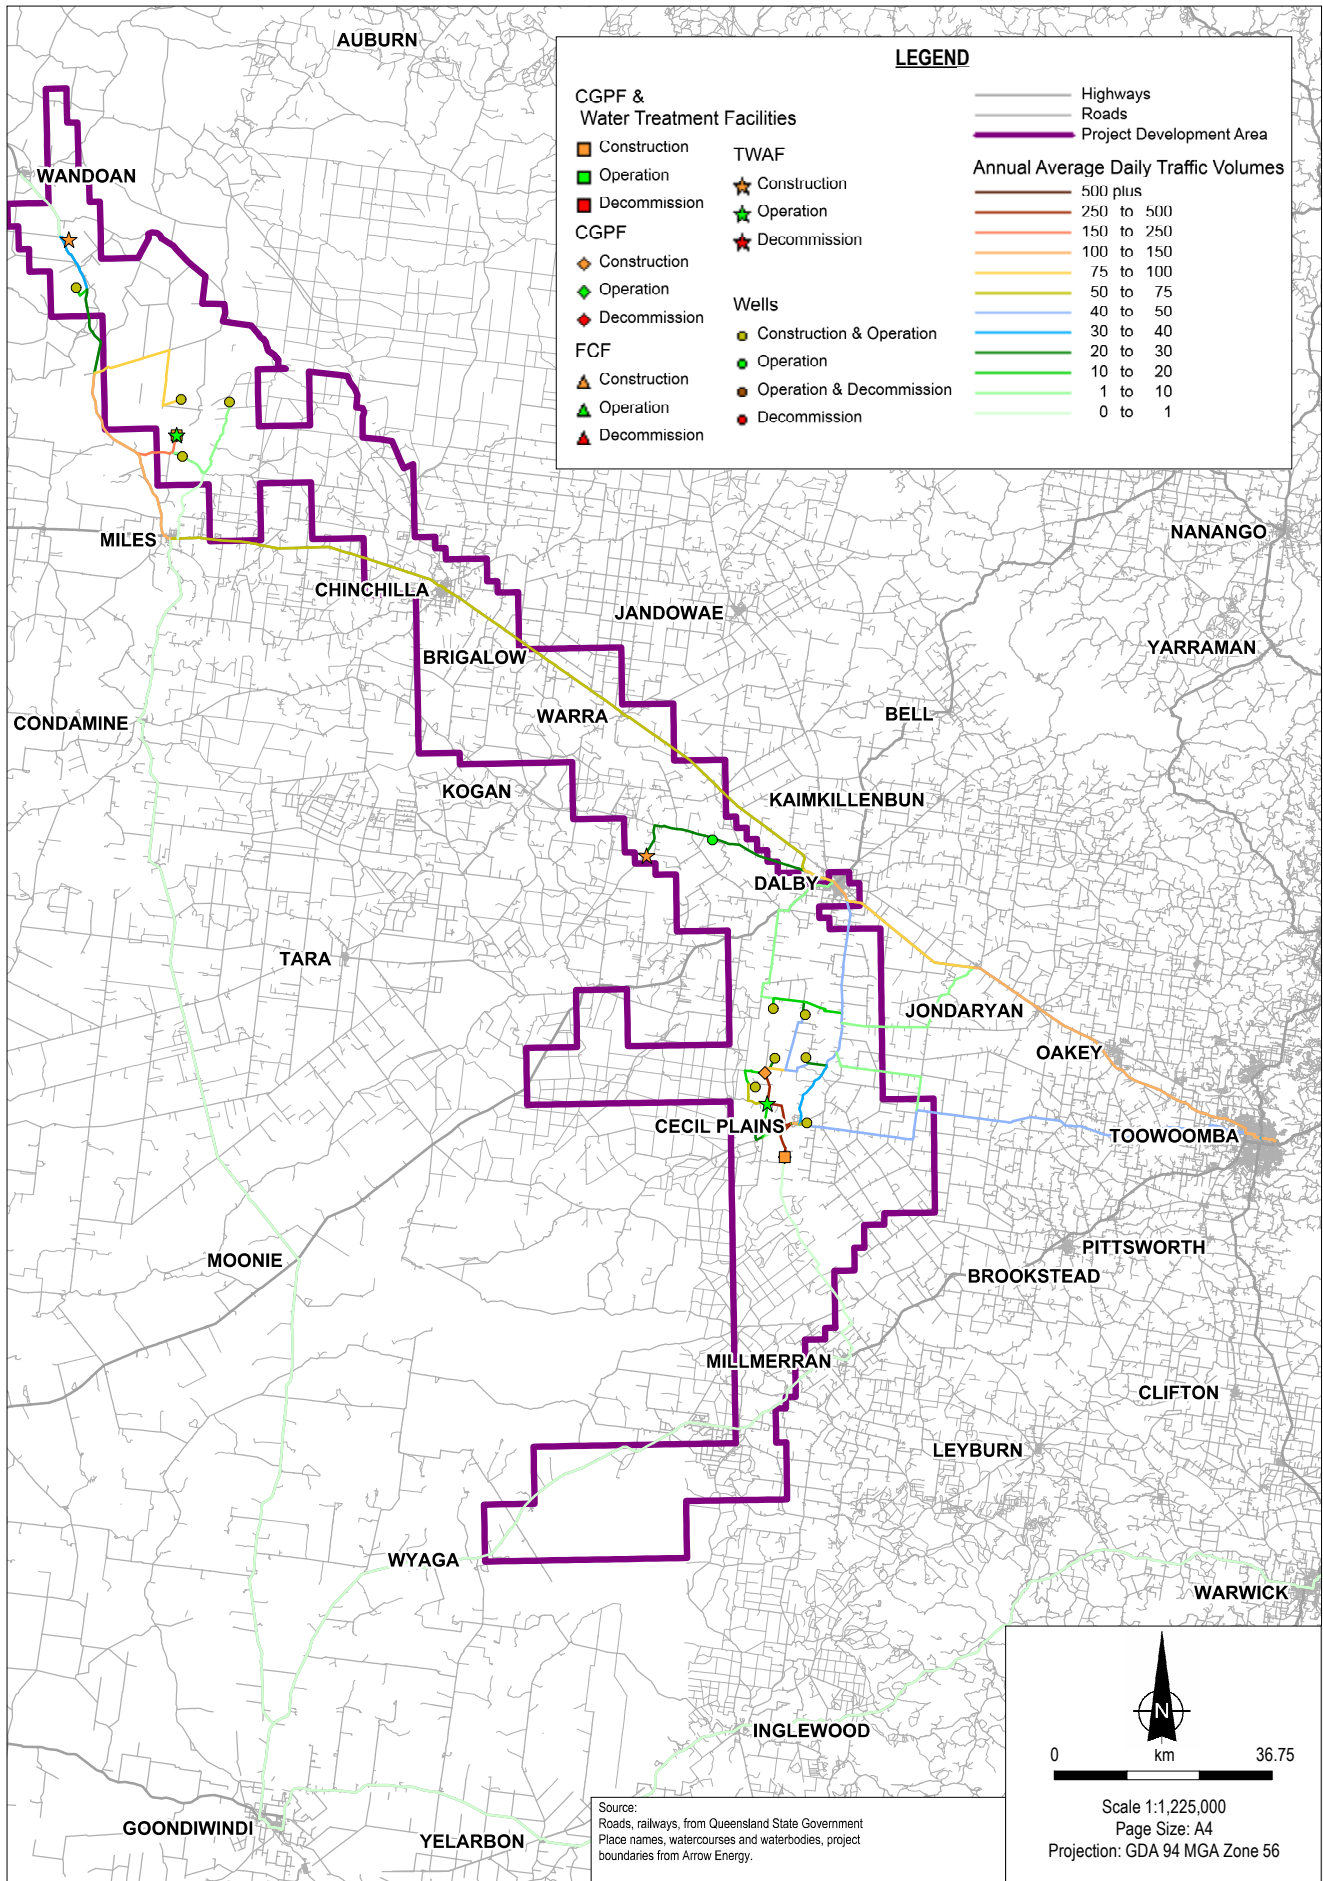 AUBURN
LEGEND
CGPF &
Water Treatment Facilities
Construction
Operation
Decommission
CGPF
Construction
Operation
Decommission
FCF
Construction
Operation
Decommission
TWAF
Construction
Operation
Decommission
Wells
Construction & Operation
Operation
Operation & Decommission
Decommission
Highways
Roads
Project Development Area
Annual Average Daily Traffic Volumes
500 plus
250 to 500
150 to 250
100 to 150
75 to 100
50 to 75
40 to 50
30 to 40
20 to 30
10 to 20
1 to 10
0 to 1
WANDOAN
NANANGO
MILES
CHINCHILLA
JANDOWAE
YARRAMAN
BRIGALOW
CONDAMINE
WARRA
BELL
KOGAN
KAIMKILLENBUN
DALBY
TARA
JONDARYAN
OAKEY
CECIL PLAINS
TOOWOOMBA
MOONIE
PITTSWORTH
BROOKSTEAD
MILLMERRAN
CLIFTON
LEYBURN
WYAGA
WARWICK
INGLEWOOD
GOONDIWINDI
YELARBON
N
0 km 36.75
Scale 1:1,225,000
Page Size: A4
Projection: GDA 94 MGA Zone 56
Source:
Roads, railways, from Queensland State Government
Place names, watercourses and waterbodies, project
boundaries from Arrow Energy.